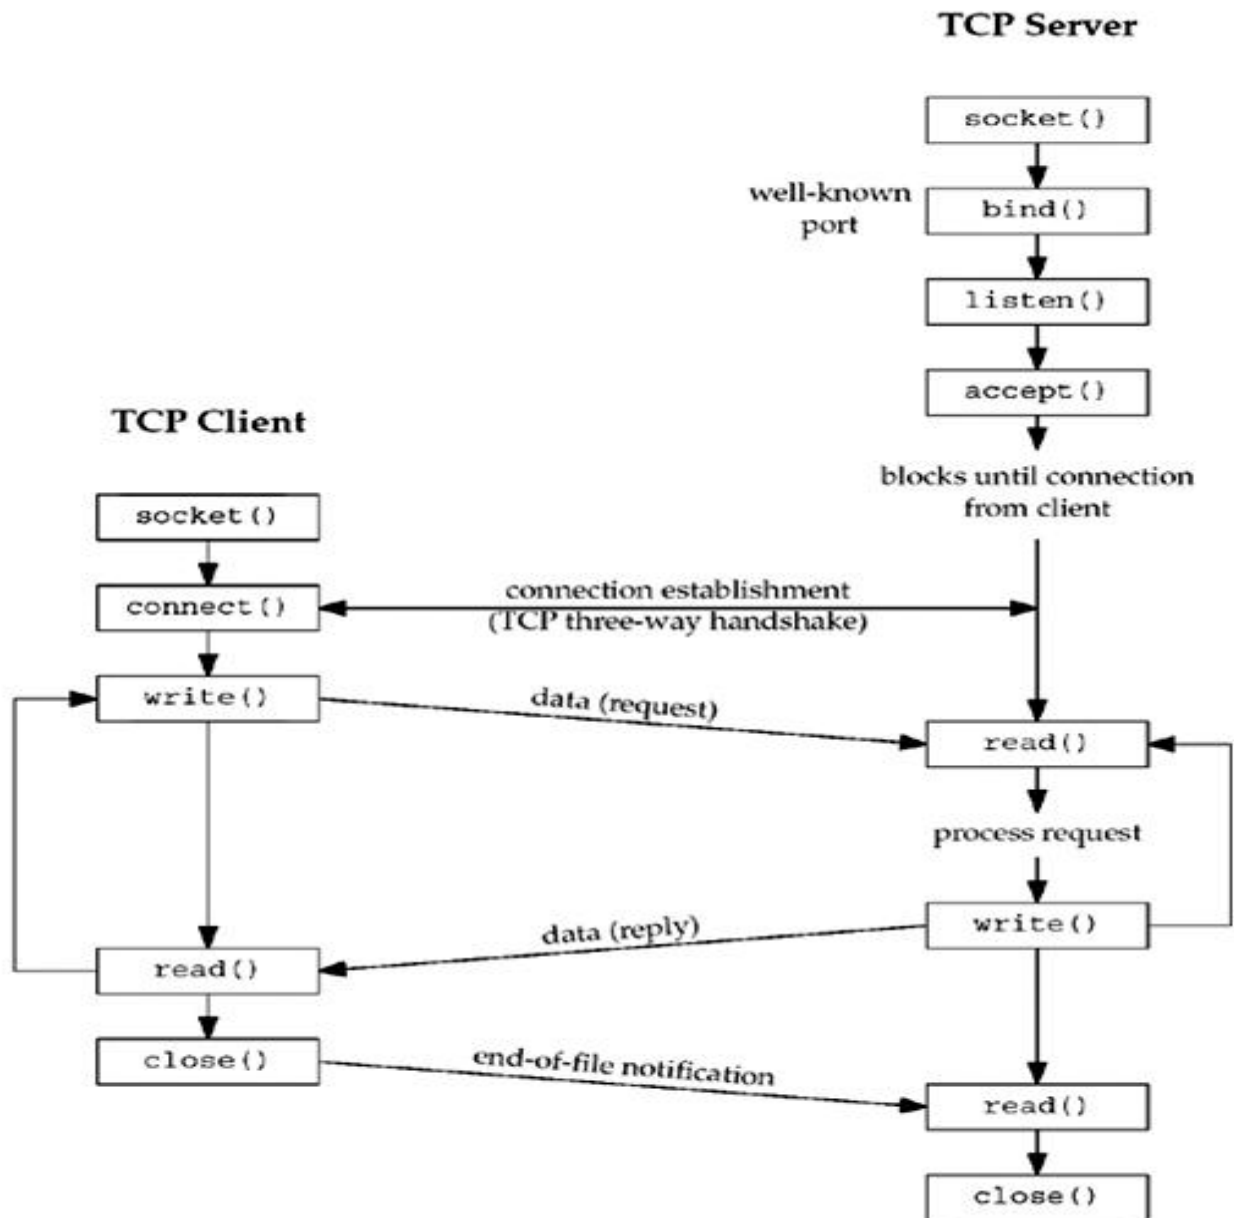 TCP Server
socket()
well-known
port
bind()
listen()
accept()
blocks until connection
from client
TCP Client
socket()
connect()
connection establishment
(TCP three-way handshake)
write()
data (request)
read()
process request
write()
data (reply)
read()
close()
end-of-file notification
read()
close()